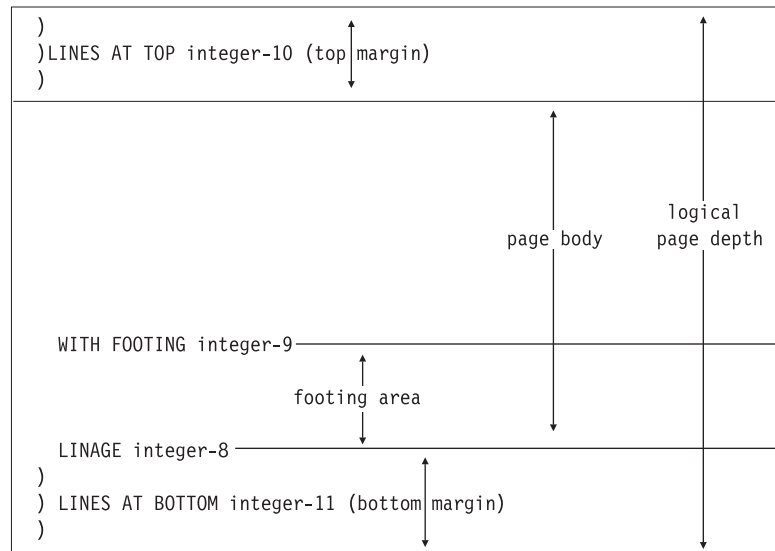 )
)LINES AT TOP integer-10 (top margin)
)
logical
page body page depth
WITH FOOTING integer-9
footing area
LINAGE integer-8
)
) LINES AT BOTTOM integer-11 (bottom margin)
)